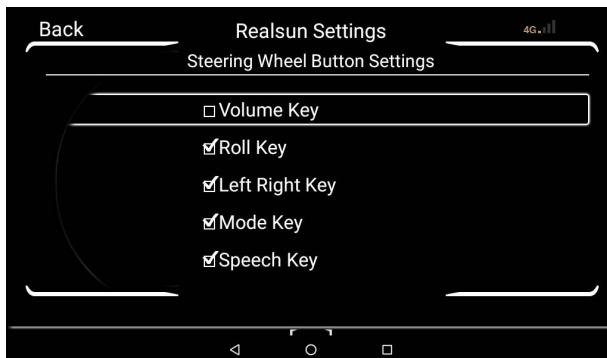 Back
Realsun Settings
4G
Steering Wheel Button Settings
Volume Key
Roll Key
Left Right Key
Mode Key
Speech Key